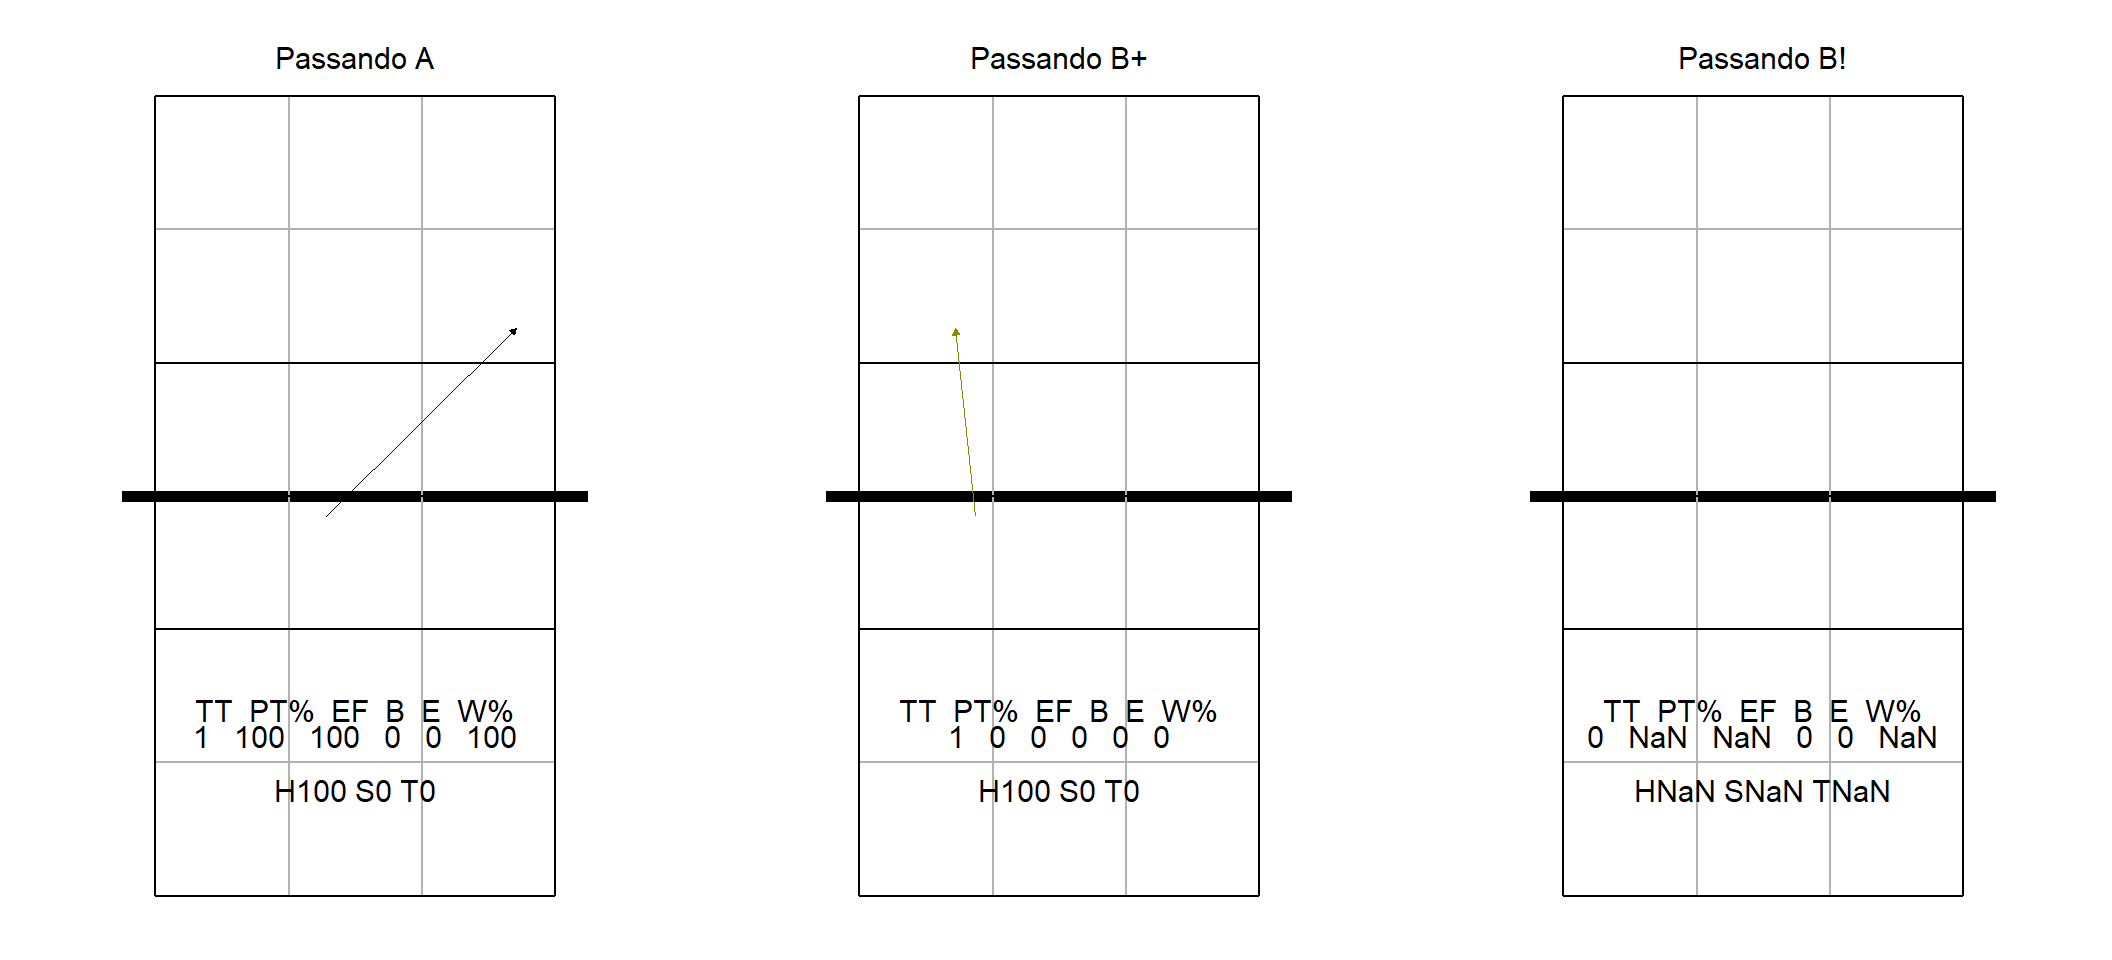 Passando A
TT PT% EF B E W%
1 100 100 0 0 100
H100 S0 T0
Passando B+
TT PT% EF B E W%
1 0 0 0 0 0
H100 S0 T0
Passando B!
TT PT% EF B E W%
0 NaN NaN 0 0 NaN
HNaN SNaN TNaN